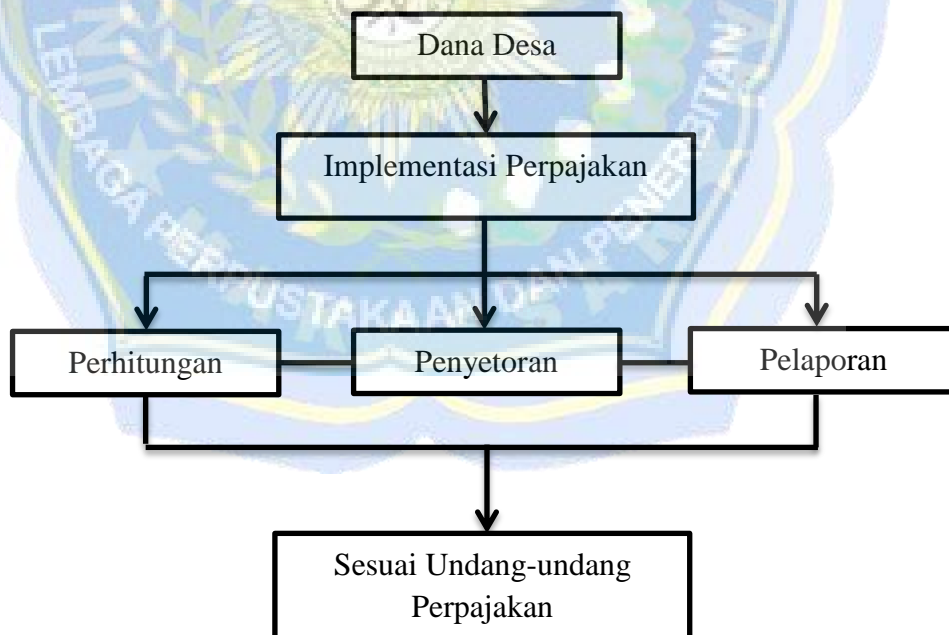 Dana Desa
Implementasi Perpajakan
LEMBAGA PERPUSTAKAAN DAN PENERBITAN
Perhitungan
Penyetoran
Pelaporan
Sesuai Undang-undang
Perpajakan